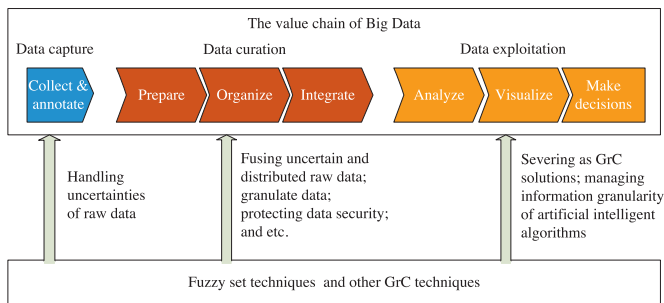 The value chain of Big Data
Data capture
Data curation
Data exploitation
Collect &
annotate
Prepare
Organize
Integrate
Analyze
Visualize
Make
decisions
Handling
uncertainties
of raw data
Fusing uncertain and
distributed raw data;
granulate data;
protecting data security;
and etc.
Severing as GrC
solutions; managing
information granularity
of artificial intelligent
algorithms
Fuzzy set techniques and other GrC techniques